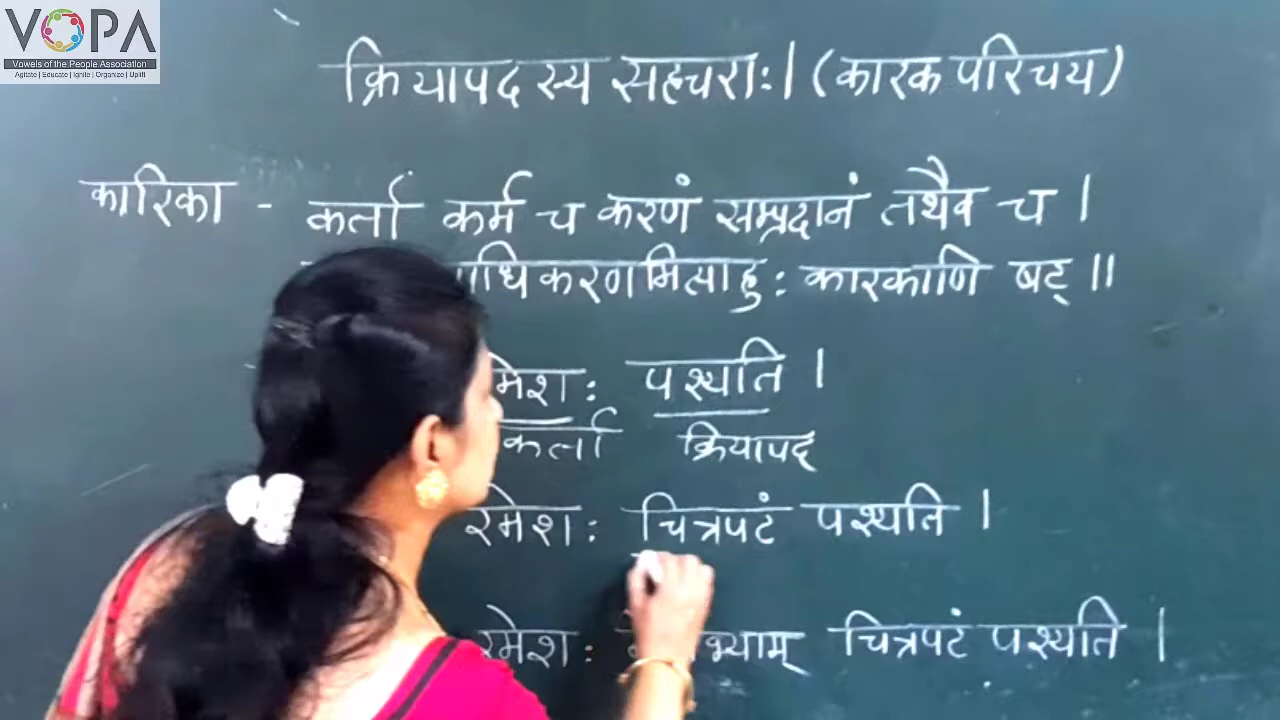 VOPA
Vowels of the People Association
Agitate | Educate | Ignite | Organize | Uplift
क्रियापदस्य सहचराः । (कारक परिचय)
कारिका - कर्ता कर्म च करणं सम्प्रदानं तथैव च ।
कारकाणि षट् ॥
पश्यति ।
कर्ता क्रियापद
रमेशः चित्रपटं पश्यति ।
रमेशः चित्रपटं पश्यति ।